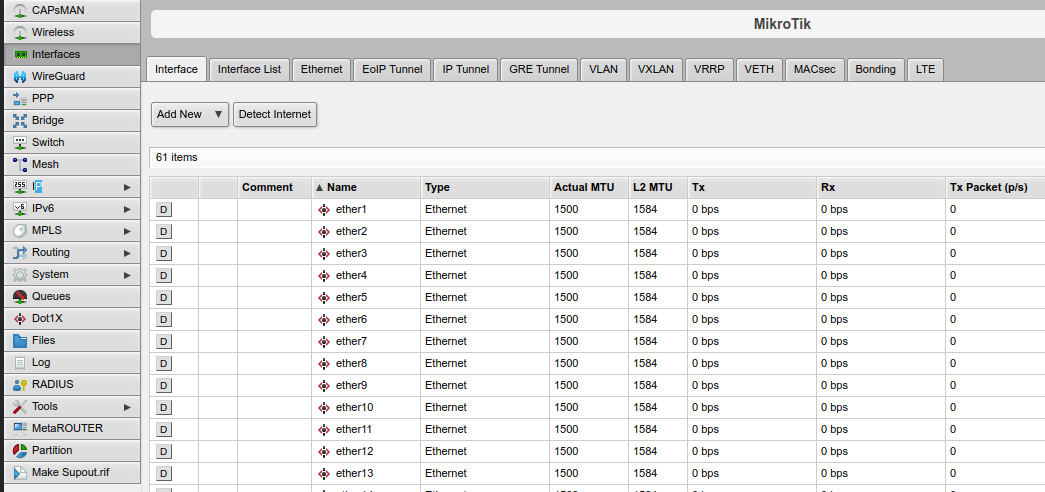 CAPsMAN
Wireless
Interfaces
WireGuard
PPP
Bridge
Switch
Mesh
IP
IPv6
MPLS
Routing
System
Queues
Dot1X
Files
Log
RADIUS
Tools
MetaROUTER
Partition
Make Supout.rif
MikroTik
Interface Interface List Ethernet EoIP Tunnel IP Tunnel GRE Tunnel VLAN VXLAN VRRP VETH MACsec Bonding LTE
Add New ▼ Detect Internet
61 items
Comment ▲ Name Type Actual MTU L2 MTU Tx Rx Tx Packet (p/s)
D ether1 Ethernet 1500 1584 0 bps 0 bps 0
D ether2 Ethernet 1500 1584 0 bps 0 bps 0
D ether3 Ethernet 1500 1584 0 bps 0 bps 0
D ether4 Ethernet 1500 1584 0 bps 0 bps 0
D ether5 Ethernet 1500 1584 0 bps 0 bps 0
D ether6 Ethernet 1500 1584 0 bps 0 bps 0
D ether7 Ethernet 1500 1584 0 bps 0 bps 0
D ether8 Ethernet 1500 1584 0 bps 0 bps 0
D ether9 Ethernet 1500 1584 0 bps 0 bps 0
D ether10 Ethernet 1500 1584 0 bps 0 bps 0
D ether11 Ethernet 1500 1584 0 bps 0 bps 0
D ether12 Ethernet 1500 1584 0 bps 0 bps 0
D ether13 Ethernet 1500 1584 0 bps 0 bps 0